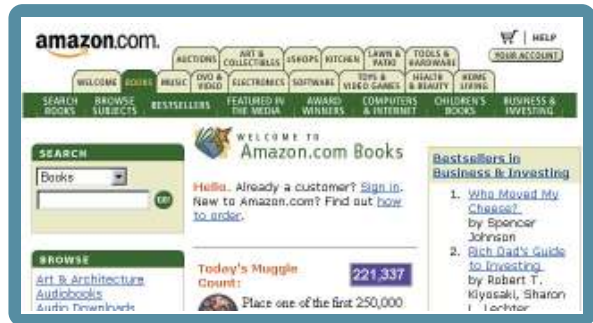 amazon.com.
HELP
YOUR ACCOUNT
AUCTIONS
ART & COLLECTIBLES
zSHOPS
KITCHEN
LAWN & PATIO
TOOLS & HARDWARE
WELCOME
BOOKS
MUSIC
DVD & VIDEO
ELECTRONICS
SOFTWARE
TOYS & VIDEO GAMES
HEALTH & BEAUTY
HOME LIVING
SEARCH BOOKS
BROWSE SUBJECTS
BESTSELLERS
FEATURED IN THE MEDIA
AWARD WINNERS
COMPUTERS & INTERNET
CHILDREN'S BOOKS
BUSINESS & INVESTING
SEARCH
Books
GO!
BROWSE
Art & Architecture
Audiobooks
Audio Downloads
WELCOME TO
Amazon.com Books
Hello. Already a customer? Sign in.
New to Amazon.com? Find out how
to order.
Today's Muggle
Count:
221,337
Place one of the first 250,000
Bestsellers in
Business & Investing
1. Who Moved My
Cheese?
by Spencer
Johnson
2. Rich Dad's Guide
to Investing
by Robert T.
Kiyosaki, Sharon
L. Lechter